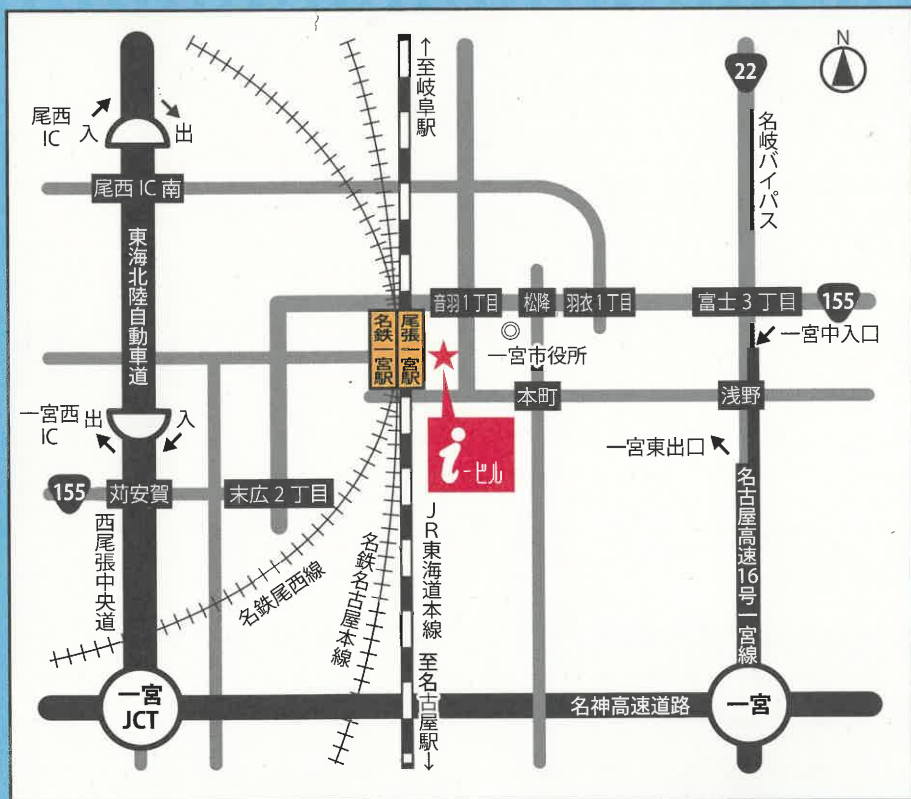 N
↑至岐阜駅
22
名岐バイパス
尾西
IC
入
出
尾西IC南
東海北陸自動車道
音羽1丁目
松降
羽衣1丁目
富士3丁目
155
名鉄一宮駅
尾張一宮駅
一宮市役所
一宮中入口
本町
浅野
一宮西
IC
出
入
i-ビル
一宮東出口
155
苅安賀
末広2丁目
西尾張中央道
名鉄尾西線
名鉄名古屋本線
JR東海道本線
至名古屋駅↓
名古屋高速16号一宮線
一宮
JCT
名神高速道路
一宮